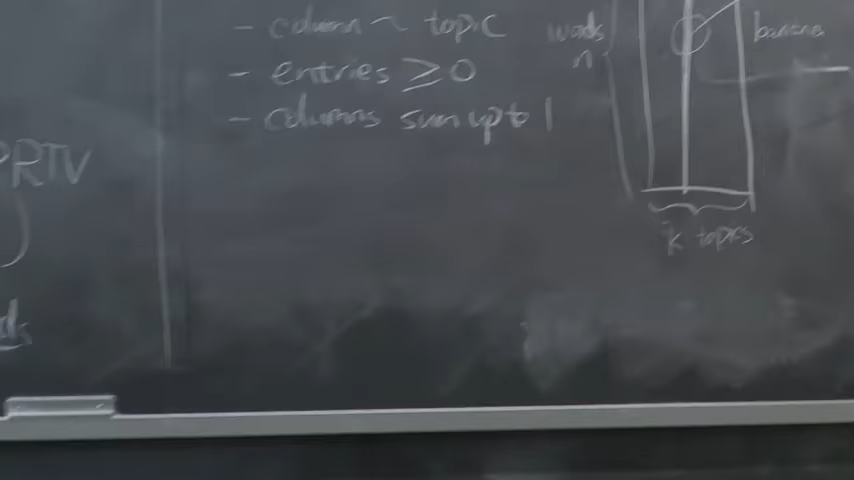 PRTV
- column ~ topic
- entries ≥ 0
- columns sum up to 1
words
n
banana
k topics